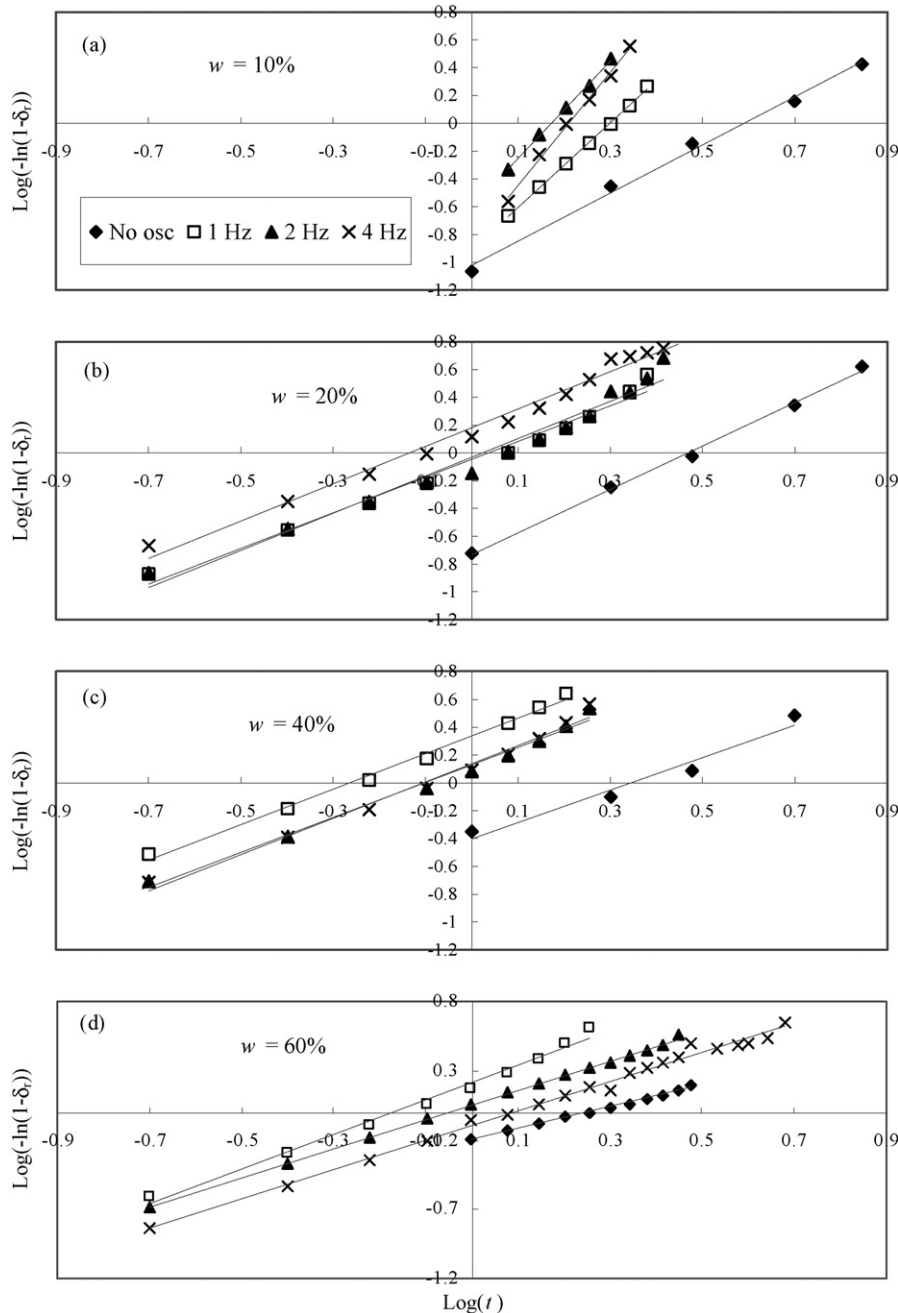 (a)
w = 10%
Log(-ln(1-δr))
0.8
0.6
0.4
0.2
0
-0.9 -0.7 -0.5 -0.3 -0.1 0.1 0.3 0.5 0.7 0.9
-0.2
-0.4
-0.6
-0.8
-1
-1.2
No osc 1 Hz 2 Hz 4 Hz
(b)
w = 20%
Log(-ln(1-δr))
0.8
0.6
0.4
0.2
0
-0.9 -0.7 -0.5 -0.3 -0.1 0.1 0.3 0.5 0.7 0.9
-0.2
-0.4
-0.6
-0.8
-1
-1.2
(c)
w = 40%
Log(-ln(1-δr))
0.8
0.6
0.4
0.2
0
-0.9 -0.7 -0.5 -0.3 -0.1 0.1 0.3 0.5 0.7 0.9
-0.2
-0.4
-0.6
-0.8
-1
-1.2
(d)
w = 60%
Log(-ln(1-δr))
0.8
0.3
-0.9 -0.7 -0.5 -0.3 -0.1 0.1 0.3 0.5 0.7 0.9
-0.2
-0.7
-1.2
Log(t)